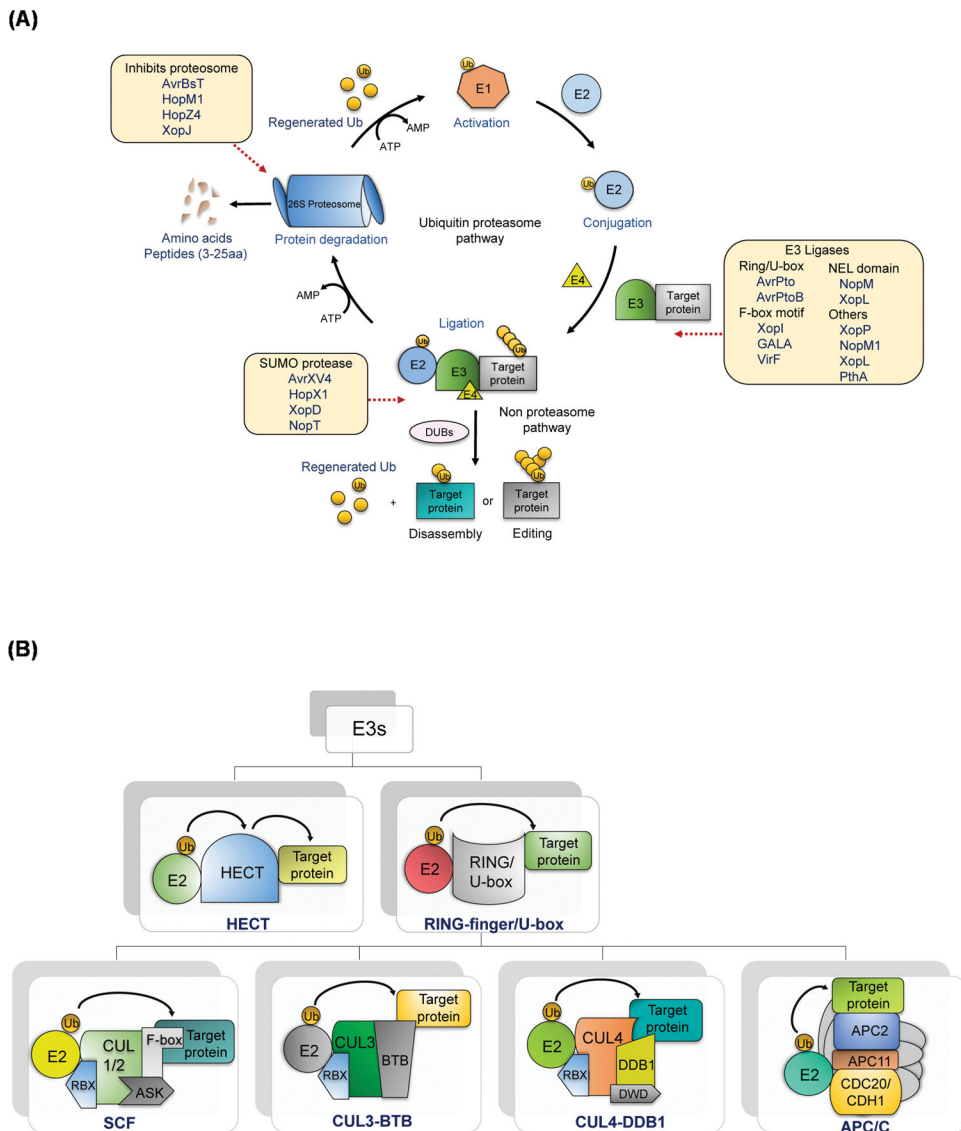 (A)
Inhibits proteosome
AvrBsT
HopM1
HopZ4
XopJ
Ub
Regenerated Ub
AMP
ATP
Ub
E1
Activation
E2
Ub
E2
Conjugation
26S Proteosome
Protein degradation
Amino acids
Peptides (3-25aa)
Ubiquitin proteasome
pathway
E4
E3
Target
protein
E3 Ligases
Ring/U-box
AvrPto
AvrPtoB
F-box motif
XopI
GALA
VirF
NEL domain
NopM
XopL
Others
XopP
NopM1
XopL
PthA
AMP
ATP
Ligation
Ub
E2
E3
E4
Ub
Target
protein
SUMO protease
AvrXV4
HopX1
XopD
NopT
DUBs
Non proteasome
pathway
Regenerated Ub
Ub
+
Ub
Target
protein
Disassembly
or
Ub
Target
protein
Editing
(B)
E3s
Ub
E2
HECT
Target
protein
HECT
Ub
E2
RING/
U-box
Target
protein
RING-finger/U-box
Ub
E2
RBX
CUL
1/2
F-box
ASK
Target
protein
SCF
Ub
E2
RBX
CUL3
BTB
Target
protein
CUL3-BTB
Ub
E2
RBX
CUL4
DDB1
DWD
Target
protein
CUL4-DDB1
Ub
E2
Target
protein
APC2
APC11
CDC20/
CDH1
APC/C